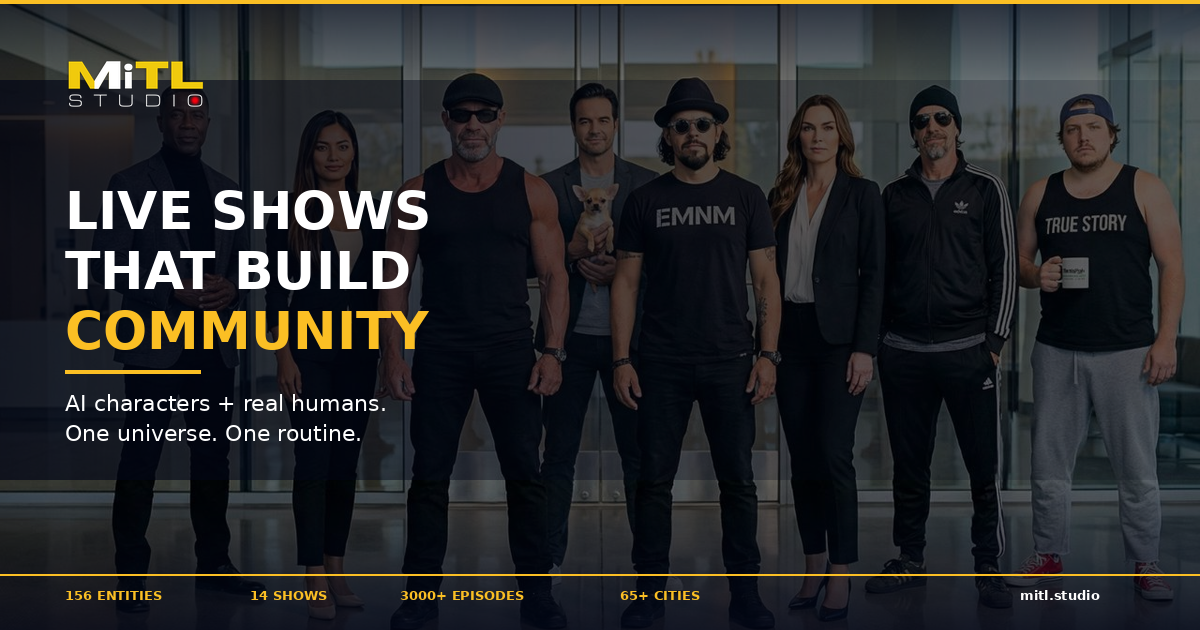 MiTL
STUDIO
LIVE SHOWS
THAT BUILD
COMMUNITY
AI characters + real humans.
One universe. One routine.
EMNM
TRUE STORY
156 ENTITIES
14 SHOWS
3000+ EPISODES
65+ CITIES
mitl.studio